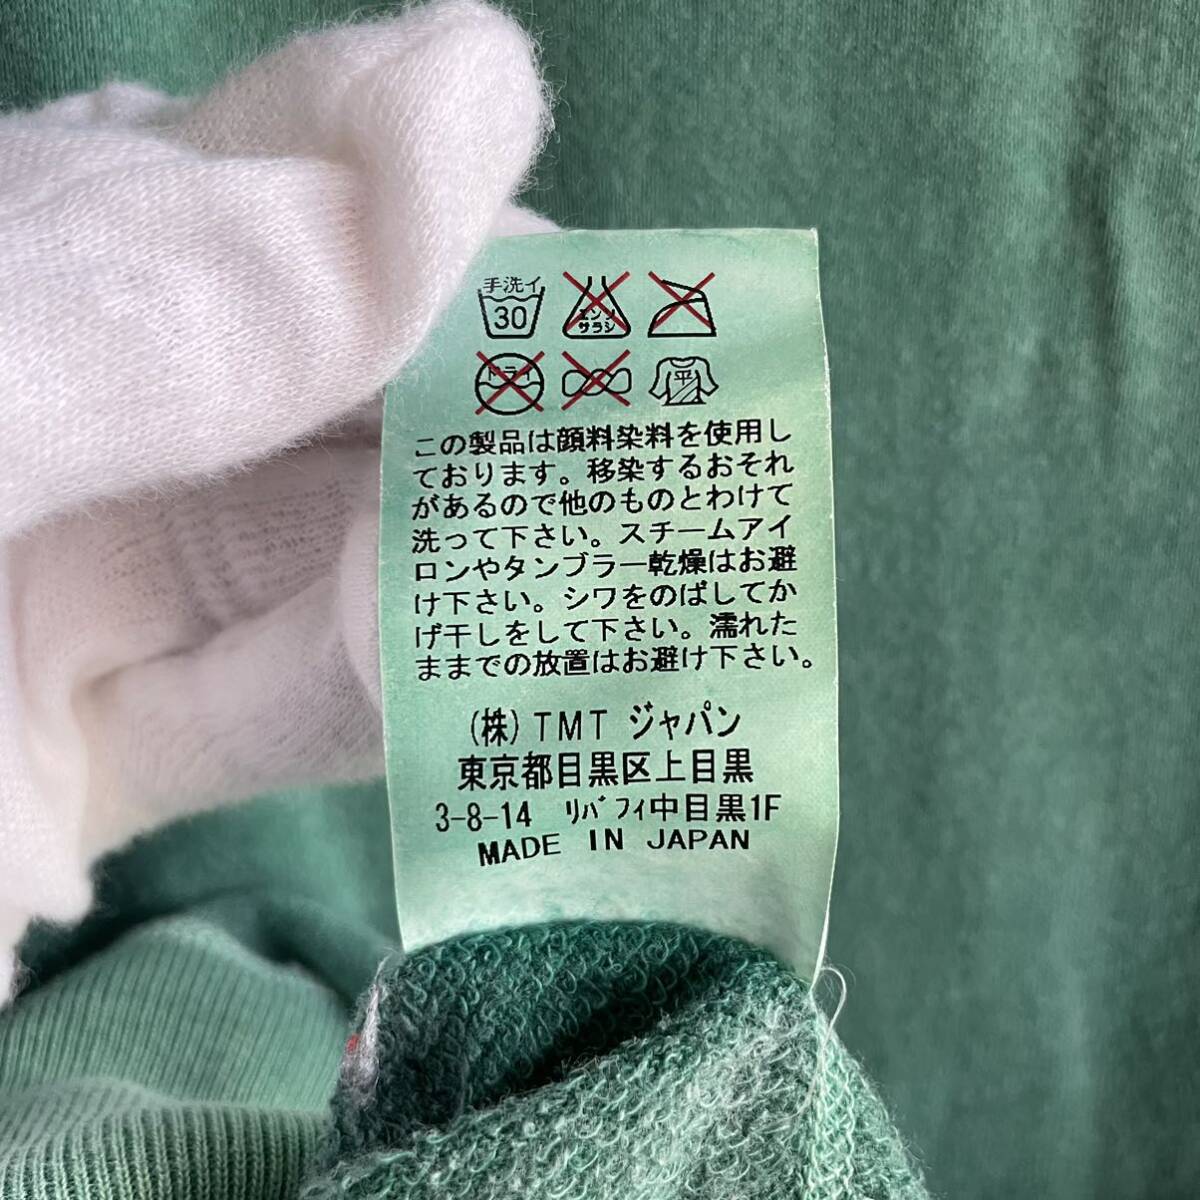 手洗イ
30
エンソ
サラシ
ドライ
平
この製品は顔料染料を使用し
ております。移染するおそれ
があるので他のものとわけて
洗って下さい。スチームアイ
ロンやタンブラー乾燥はお避
け下さい。シワをのばしてか
げ干しをして下さい。濡れた
ままでの放置はお避け下さい。
(株)TMT ジャパン
東京都目黒区上目黒
3-8-14 リバフィ中目黒1F
MADE IN JAPAN